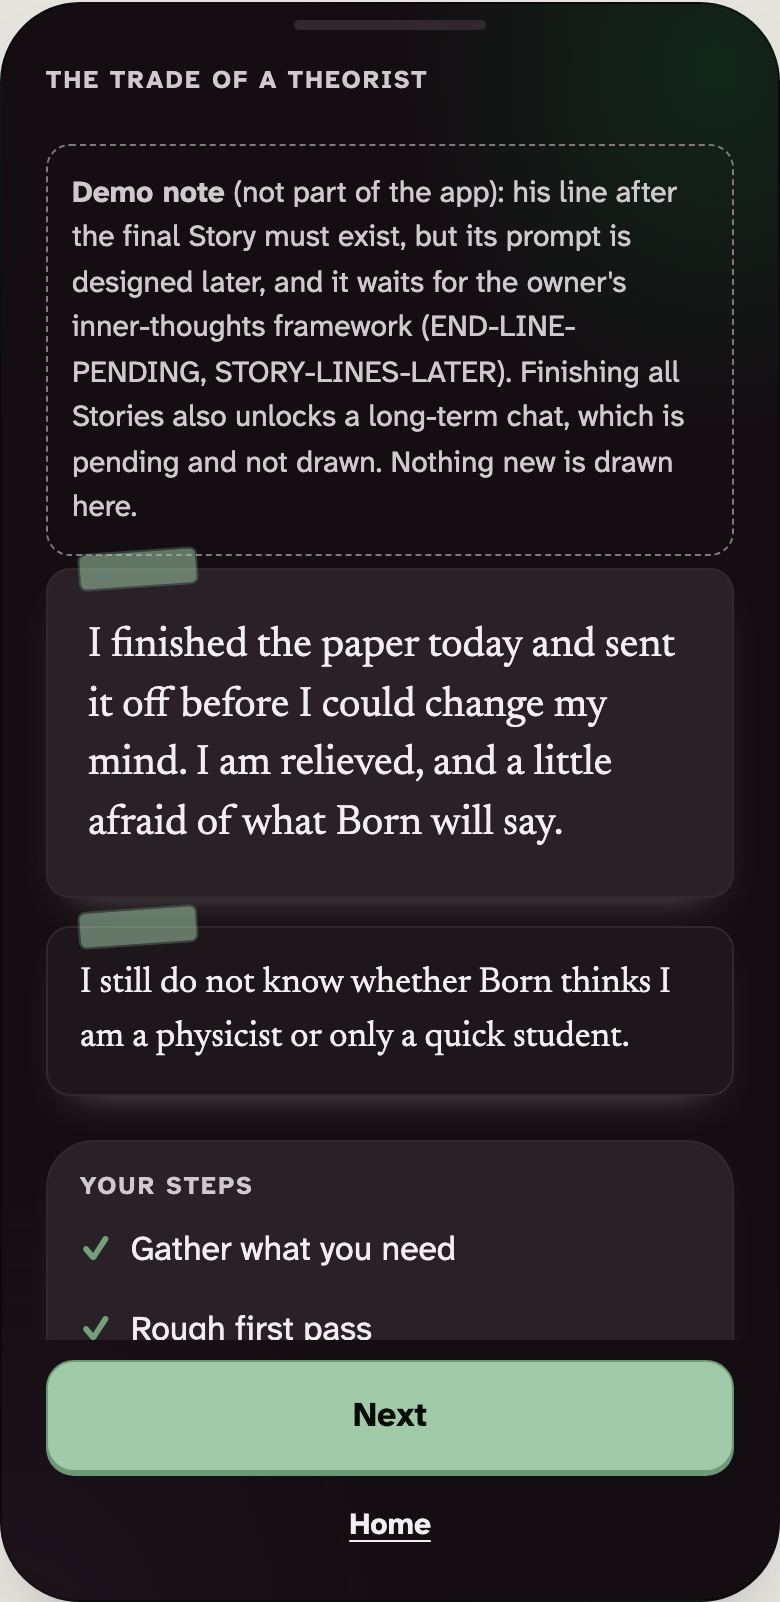 THE TRADE OF A THEORIST
Demo note (not part of the app): his line after
the final Story must exist, but its prompt is
designed later, and it waits for the owner's
inner-thoughts framework (END-LINE-
PENDING, STORY-LINES-LATER). Finishing all
Stories also unlocks a long-term chat, which is
pending and not drawn. Nothing new is drawn
here.
I finished the paper today and sent
it off before I could change my
mind. I am relieved, and a little
afraid of what Born will say.
I still do not know whether Born thinks I
am a physicist or only a quick student.
YOUR STEPS
Gather what you need
Rough first pass
Next
Home